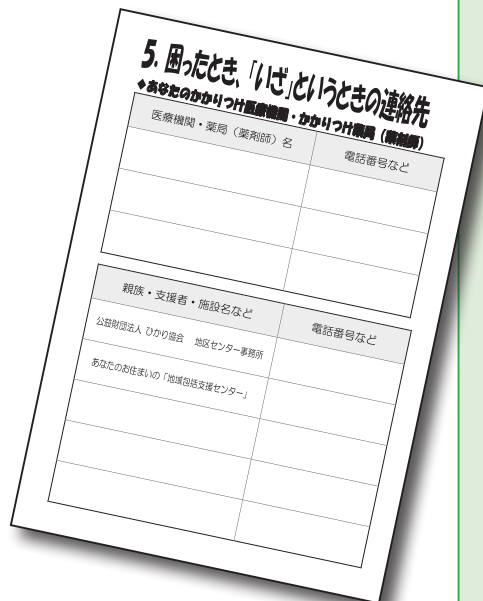 5. 困ったとき、「いざ」というときの連絡先
◆あなたのかかりつけ医療機関・かかりつけ薬局（薬剤師）
医療機関・薬局（薬剤師）名 電話番号など
親族・支援者・施設名など 電話番号など
公益財団法人 ひかり協会 地区センター事務所
あなたのお住まいの「地域包括支援センター」